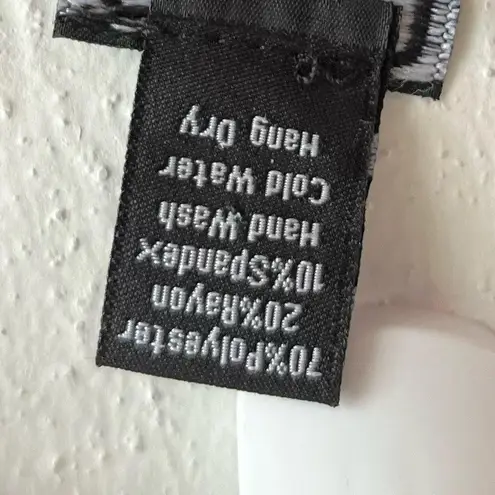 70%Polyester
20%Rayon
10%Spandex
Hand Wash
Cold Water
Hang Dry